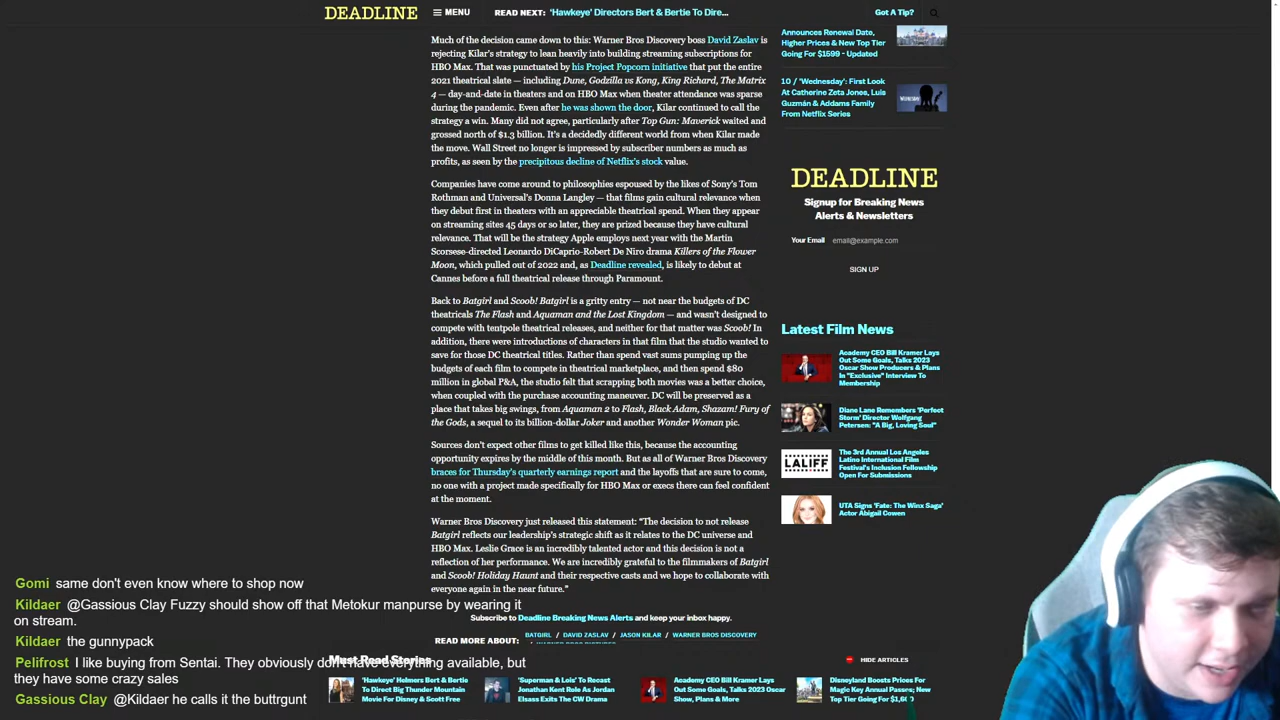 DEADLINE
MENU
READ NEXT: 'Hawkeye' Directors Bert & Bertie To Dire...
Got A Tip?
Much of the decision came down to this: Warner Bros Discovery boss David Zaslav is
rejecting Kilar's strategy to lean heavily into building streaming subscriptions for
HBO Max. That was punctuated by his Project Popcorn initiative that put the entire
2021 theatrical slate — including Dune, Godzilla vs Kong, King Richard, The Matrix
4 — day-and-date in theaters and on HBO Max when theater attendance was sparse
during the pandemic. Even after he was shown the door, Kilar continued to call the
strategy a win. Many did not agree, particularly after Top Gun: Maverick waited and
grossed north of $1.3 billion. It's a decidedly different world from when Kilar made
the move. Wall Street no longer is impressed by subscriber numbers as much as
profits, as seen by the precipitous decline of Netflix's stock value.
Companies have come around to philosophies espoused by the likes of Sony's Tom
Rothman and Universal's Donna Langley — that films gain cultural relevance when
they debut first in theaters with an appreciable theatrical spend. When they appear
on streaming sites 45 days or so later, they are prized because they have cultural
relevance. That will be the strategy Apple employs next year with the Martin
Scorsese-directed Leonardo DiCaprio-Robert De Niro drama Killers of the Flower
Moon, which pulled out of 2022 and, as Deadline revealed, is likely to debut at
Cannes before a full theatrical release through Paramount.
Back to Batgirl and Scoob! Batgirl is a gritty entry — not near the budgets of DC
theatricals The Flash and Aquaman and the Lost Kingdom — and wasn't designed to
compete with tentpole theatrical releases, and neither for that matter was Scoob! In
addition, there were introductions of characters in that film that the studio wanted to
save for those DC theatrical titles. Rather than spend vast sums pumping up the
budgets of each film to compete in theatrical marketplace, and then spend $80
million in global P&A, the studio felt that scrapping both movies was a better choice,
when coupled with the purchase accounting maneuver. DC will be preserved as a
place that takes big swings, from Aquaman 2 to Flash, Black Adam, Shazam! Fury of
the Gods, a sequel to its billion-dollar Joker and another Wonder Woman pic.
Sources don't expect other films to get killed like this, because the accounting
opportunity expires by the middle of this month. But as all of Warner Bros Discovery
braces for Thursday's quarterly earnings report and the layoffs that are sure to come,
no one with a project made specifically for HBO Max or execs there can feel confident
at the moment.
Warner Bros Discovery just released this statement: "The decision to not release
Batgirl reflects our leadership's strategic shift as it relates to the DC universe and
HBO Max. Leslie Grace is an incredibly talented actor and this decision is not a
reflection of her performance. We are incredibly grateful to the filmmakers of Batgirl
and Scoob! Holiday Haunt and their respective casts and we hope to collaborate with
everyone again in the near future."
Subscribe to Deadline Breaking News Alerts and keep your inbox happy.
READ MORE ABOUT: BATGIRL / DAVID ZASLAV / JASON KILAR / WARNER BROS DISCOVERY
Announces Renewal Date,
Higher Prices & New Top Tier
Going For $1599 - Updated
10 / 'Wednesday': First Look
At Catherine Zeta Jones, Luis
Guzmán & Addams Family
From Netflix Series
DEADLINE
Signup for Breaking News
Alerts & Newsletters
Your Email email@example.com
SIGN UP
Latest Film News
Academy CEO Bill Kramer Lays
Out Some Goals, Talks 2023
Oscar Show Producers & Plans
In "Exclusive" Interview To
Membership
Diane Lane Remembers 'Perfect
Storm' Director Wolfgang
Petersen: "A Big, Loving Soul"
LALIFF
The 3rd Annual Los Angeles
Latino International Film
Festival's Inclusion Fellowship
Open For Submissions
UTA Signs 'Fate: The Winx Saga'
Actor Abigail Cowen
Must Read Stories
HIDE ARTICLES
'Hawkeye' Helmers Bert & Bertie
To Direct Big Thunder Mountain
Movie For Disney & Scott Free
'Superman & Lois' To Recast
Jonathan Kent Role As Jordan
Elsass Exits The CW Drama
Academy CEO Bill Kramer Lays
Out Some Goals, Talks 2023 Oscar
Show, Plans & More
Disneyland Boosts Prices For
Magic Key Annual Passes; New
Top Tier Going For $1,60
Gomi same don't even know where to shop now
Kildaer @Gassious Clay Fuzzy should show off that Metokur manpurse by wearing it
on stream.
Kildaer the gunnypack
Pelifrost I like buying from Sentai. They obviously don't have everything available, but
they have some crazy sales
Gassious Clay @Kildaer he calls it the buttrgunt